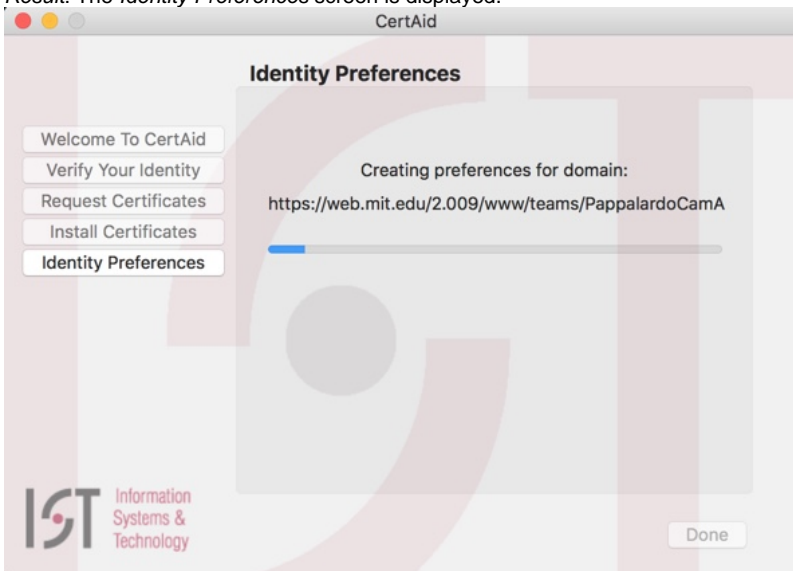 Result: The Identity Preferences screen is displayed.
CertAid
Identity Preferences
Welcome To CertAid
Verify Your Identity
Request Certificates
Install Certificates
Identity Preferences
Creating preferences for domain:
https://web.mit.edu/2.009/www/teams/PappalardoCamA
IST
Information
Systems &
Technology
Done